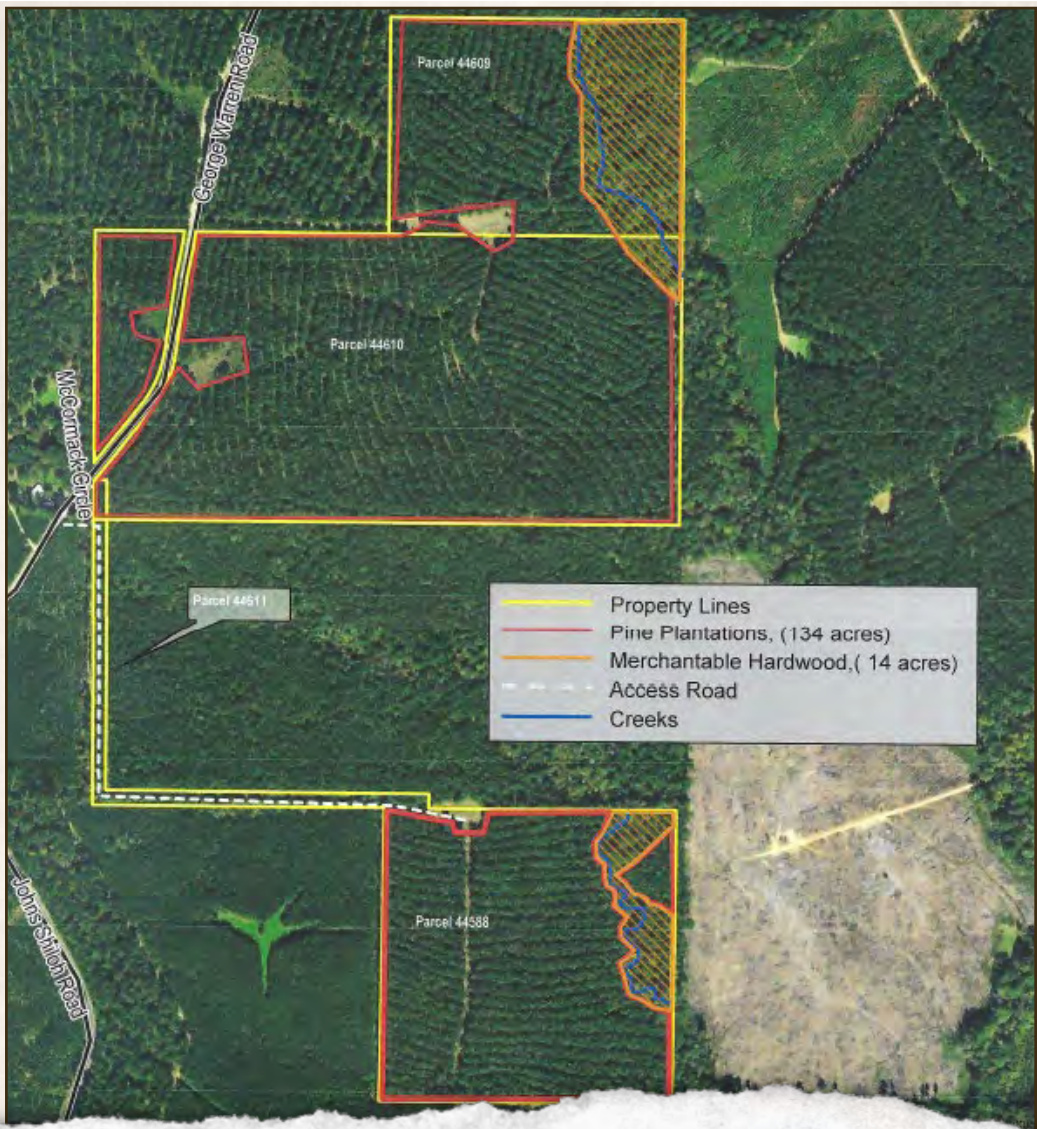 Parcel 44609
George Warren Road
Parcel 44610
McCormack Circle
Parcel 44611
Property Lines
Pine Plantations, (134 acres)
Merchantable Hardwood,( 14 acres)
Access Road
Creeks
Parcel 44588
Johns Shiloh Road